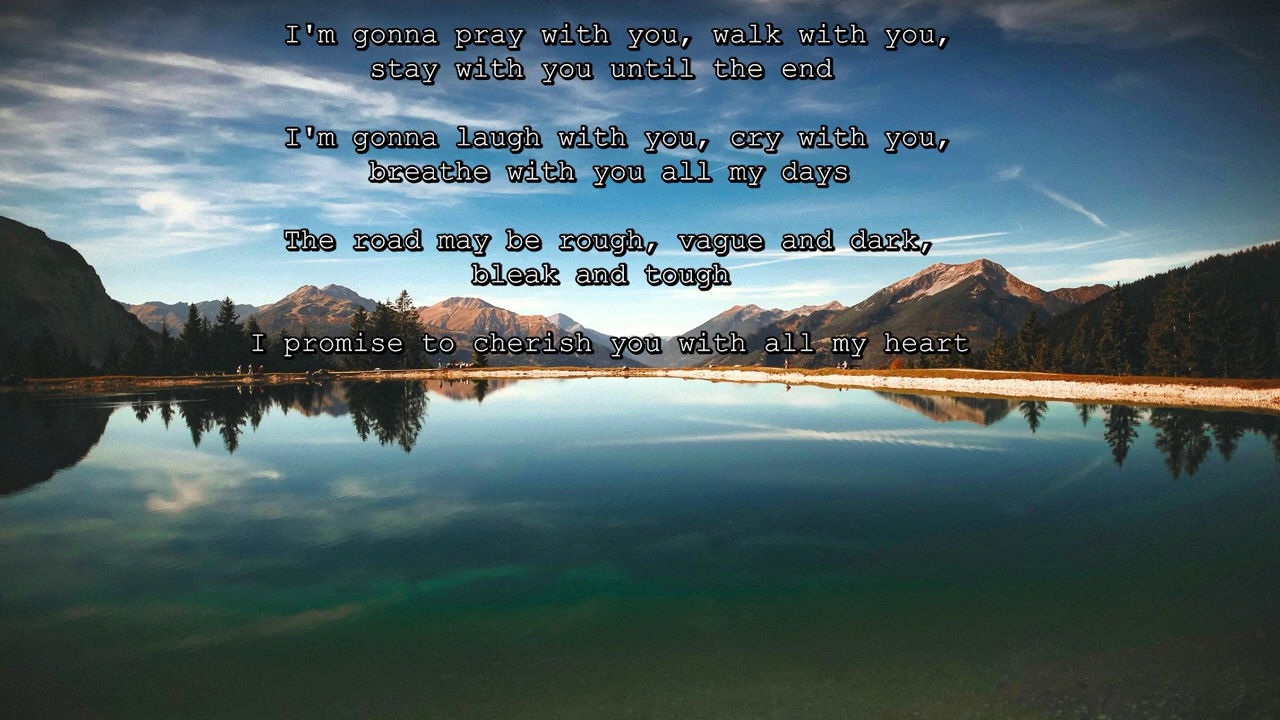 I'm gonna pray with you, walk with you,
stay with you until the end
I'm gonna laugh with you, cry with you,
breathe with you all my days
The road may be rough, vague and dark,
bleak and tough
I promise to cherish you with all my heart